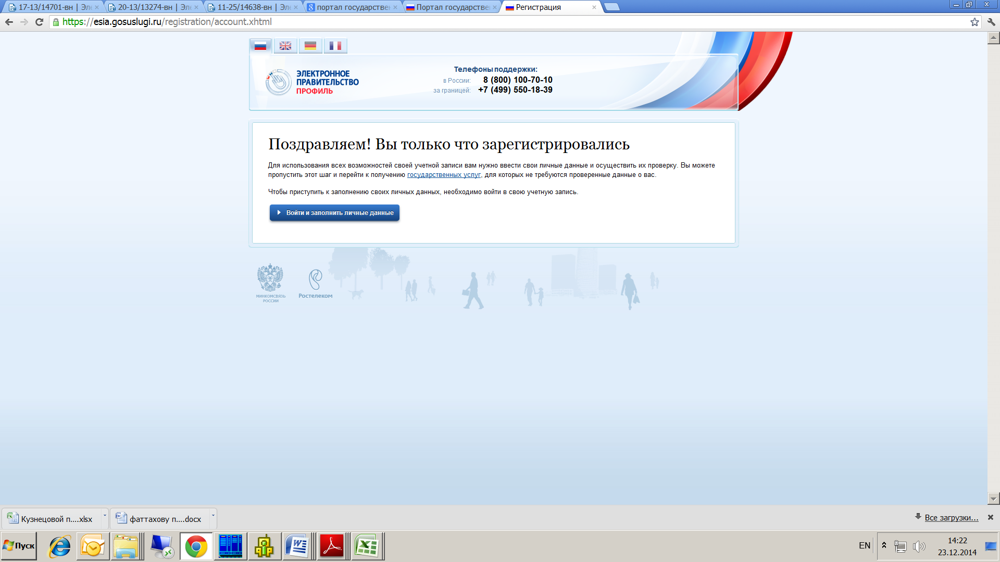 17-13/14701-вн | Эле
20-13/13274-вн | Эле
11-25/14638-вн | Эле
портал государствен
Портал государстве
Регистрация
https://esia.gosuslugi.ru/registration/account.xhtml
ЭЛЕКТРОННОЕ
ПРАВИТЕЛЬСТВО
ПРОФИЛЬ
Телефоны поддержки:
в России: 8 (800) 100-70-10
за границей: +7 (499) 550-18-39
Поздравляем! Вы только что зарегистрировались
Для использования всех возможностей своей учетной записи вам нужно ввести свои личные данные и осуществить их проверку. Вы можете
пропустить этот шаг и перейти к получению государственных услуг, для которых не требуются проверенные данные о вас.
Чтобы приступить к заполнению своих личных данных, необходимо войти в свою учетную запись.
Войти и заполнить личные данные
МИНКОМСВЯЗЬ
РОССИИ
Ростелеком
Кузнецовой п....xlsx
фаттахову п....docx
Все загрузки...
Пуск
EN
14:22
23.12.2014